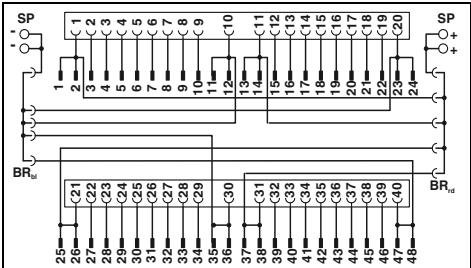 SP 1 2 3 4 5 6 7 8 9 10 11 12 13 14 15 16 17 18 19 20 SP
- +
- +
1 2 3 4 5 6 7 8 9 10 11 12 13 14 15 16 17 18 19 20 21 22 23 24
BRbl BRrd
21 22 23 24 25 26 27 28 29 30 31 32 33 34 35 36 37 38 39 40
25 26 27 28 29 30 31 32 33 34 35 36 37 38 39 40 41 42 43 44 45 46 47 48